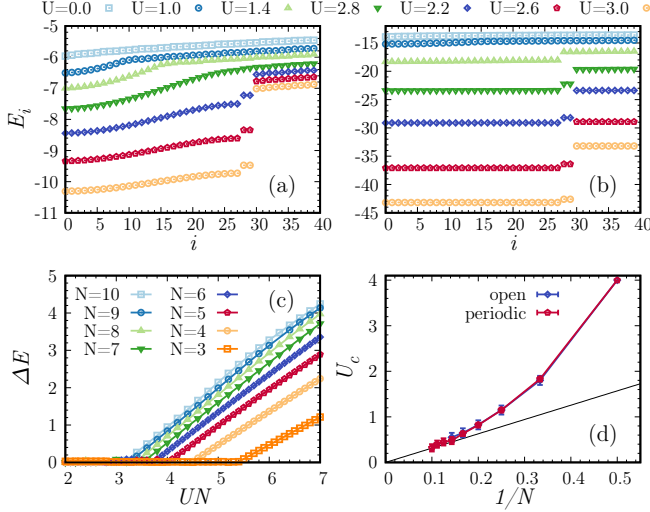 U=0.0 U=1.0 U=1.4 U=2.8 U=2.2 U=2.6 U=3.0
-5
-6
-7
-8
-9
-10
-11
E_i
0 5 10 15 20 25 30 35 40
i
(a)
-15
-20
-25
-30
-35
-40
-45
0 5 10 15 20 25 30 35 40
i
(b)
5
4
3
2
1
0
ΔE
N=10 N=6
N=9 N=5
N=8 N=4
N=7 N=3
(c)
2 3 4 5 6 7
UN
4
3
2
1
0
U_c
open
periodic
(d)
0 0.1 0.2 0.3 0.4 0.5
1/N